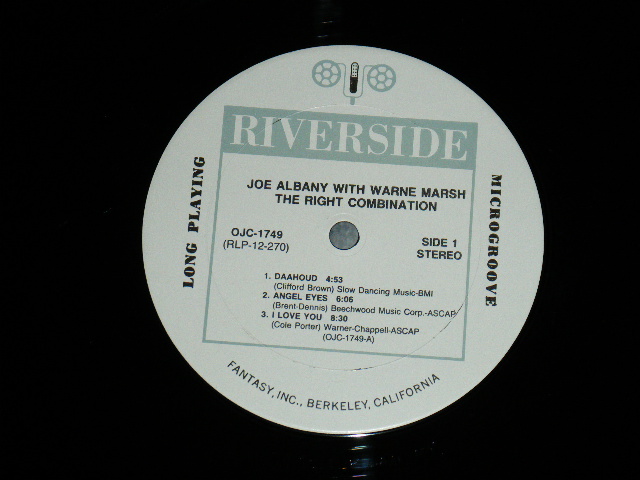 RIVERSIDE
LONG PLAYING
MICROGROOVE
JOE ALBANY WITH WARNE MARSH
THE RIGHT COMBINATION
OJC-1749
(RLP-12-270)
SIDE 1
STEREO
1. DAAHOUD 4:53
(Clifford Brown) Slow Dancing Music-BMI
2. ANGEL EYES 6:06
(Brent-Dennis) Beechwood Music Corp.-ASCAP
3. I LOVE YOU 8:30
(Cole Porter) Warner-Chappell-ASCAP
(OJC-1749-A)
FANTASY, INC., BERKELEY, CALIFORNIA